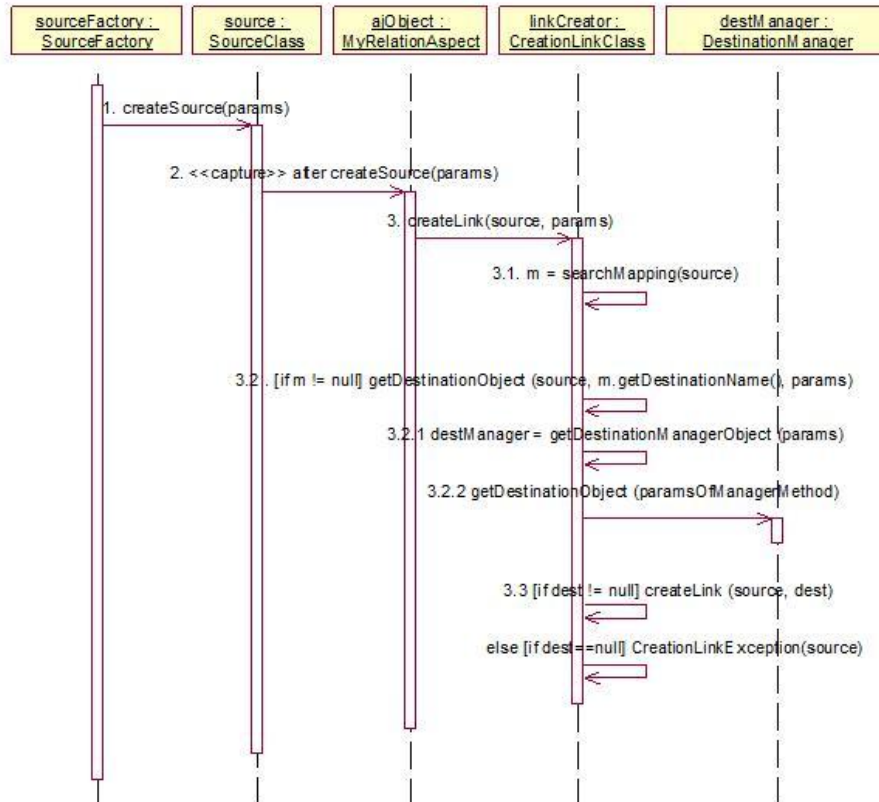 sourceFactory :
SourceFactory
source :
SourceClass
ajObject :
MyRelationAspect
linkCreator :
CreationLinkClass
destManager :
DestinationManager
1. createSource(params)
2. <<capture>> after createSource(params)
3. createLink(source, params)
3.1. m = searchMapping(source)
3.2 . [if m != null] getDestinationObject (source, m.getDestinationName(), params)
3.2.1 destManager = getDestinationManagerObject (params)
3.2.2 getDestinationObject (paramsOfManagerMethod)
3.3 [if dest != null] createLink (source, dest)
else [if dest==null] CreationLinkException(source)